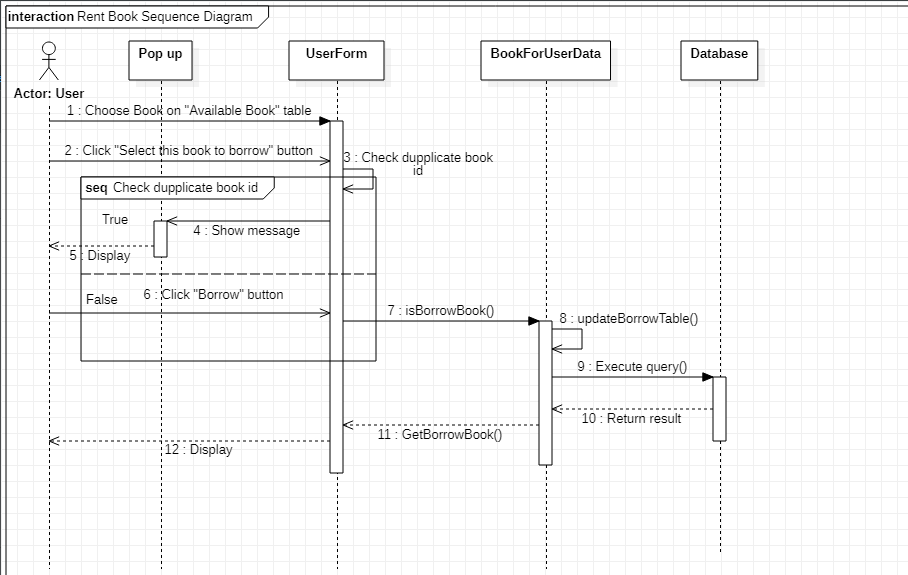 interaction Rent Book Sequence Diagram
Pop up
UserForm
BookForUserData
Database
Actor: User
1 : Choose Book on "Available Book" table
2 : Click "Select this book to borrow" button
3 : Check dupplicate book
id
seq Check dupplicate book id
True
4 : Show message
5 : Display
6 : Click "Borrow" button
False
7 : isBorrowBook()
8 : updateBorrowTable()
9 : Execute query()
10 : Return result
11 : GetBorrowBook()
12 : Display